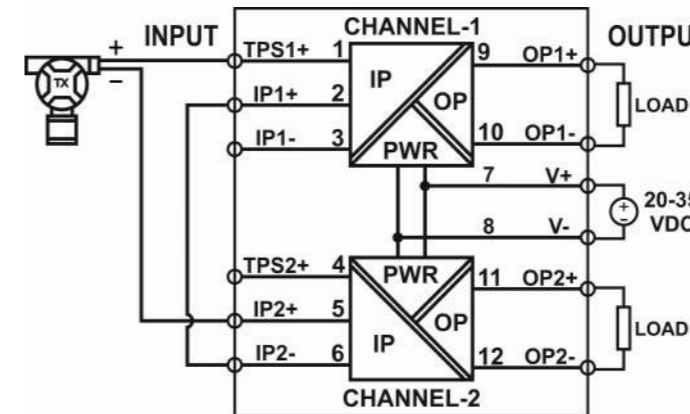 CHANNEL-1
INPUT
OUTPU
+
TX
−
TPS1+ 1
IP1+ 2
IP1- 3
IP
OP
PWR
9 OP1+
10 OP1-
LOAD
7 V+
8 V-
+
−
20-35
VDC
TPS2+ 4
IP2+ 5
IP2- 6
PWR
OP
IP
11 OP2+
12 OP2-
LOAD
CHANNEL-2